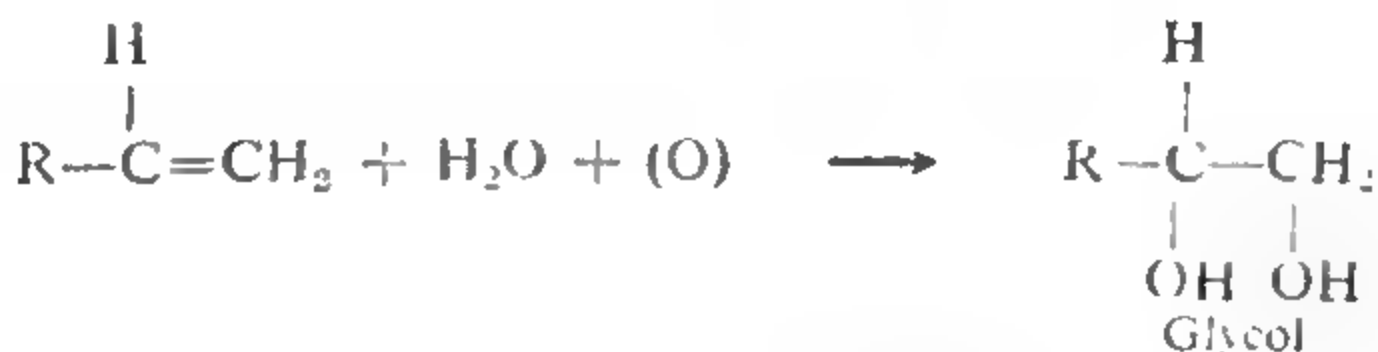 H H
R—C=CH₂ + H₂O + (O) ⟶ R—C—CH₂
OH OH
Glycol